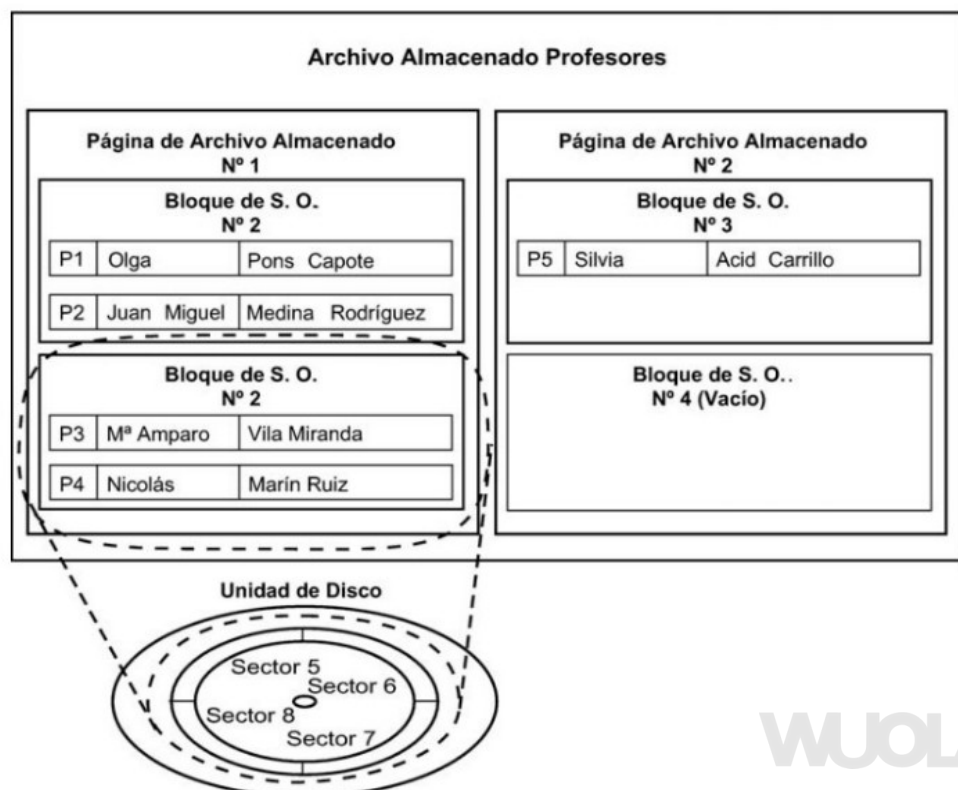 Archivo Almacenado Profesores
Página de Archivo Almacenado
Nº 1
Bloque de S. O.
Nº 2
P1 Olga Pons Capote
P2 Juan Miguel Medina Rodríguez
Bloque de S. O.
Nº 2
P3 Mª Amparo Vila Miranda
P4 Nicolás Marín Ruiz
Página de Archivo Almacenado
Nº 2
Bloque de S. O.
Nº 3
P5 Silvia Acid Carrillo
Bloque de S. O..
Nº 4 (Vacío)
Unidad de Disco
Sector 5
Sector 6
Sector 8
Sector 7